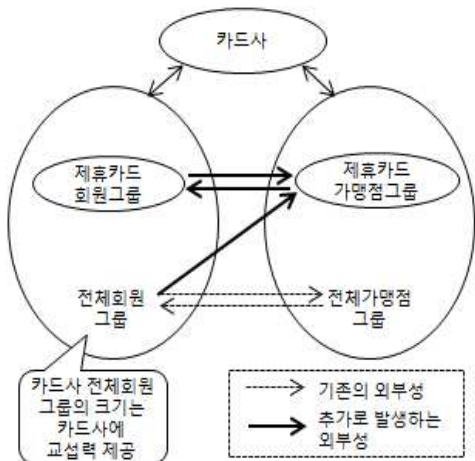 카드사
제휴카드
회원그룹
제휴카드
가맹점그룹
전체회원
그룹
전체가맹점
그룹
카드사 전체회원
그룹의 크기는
카드사에
교섭력 제공
기존의 외부성
추가로 발생하는
외부성